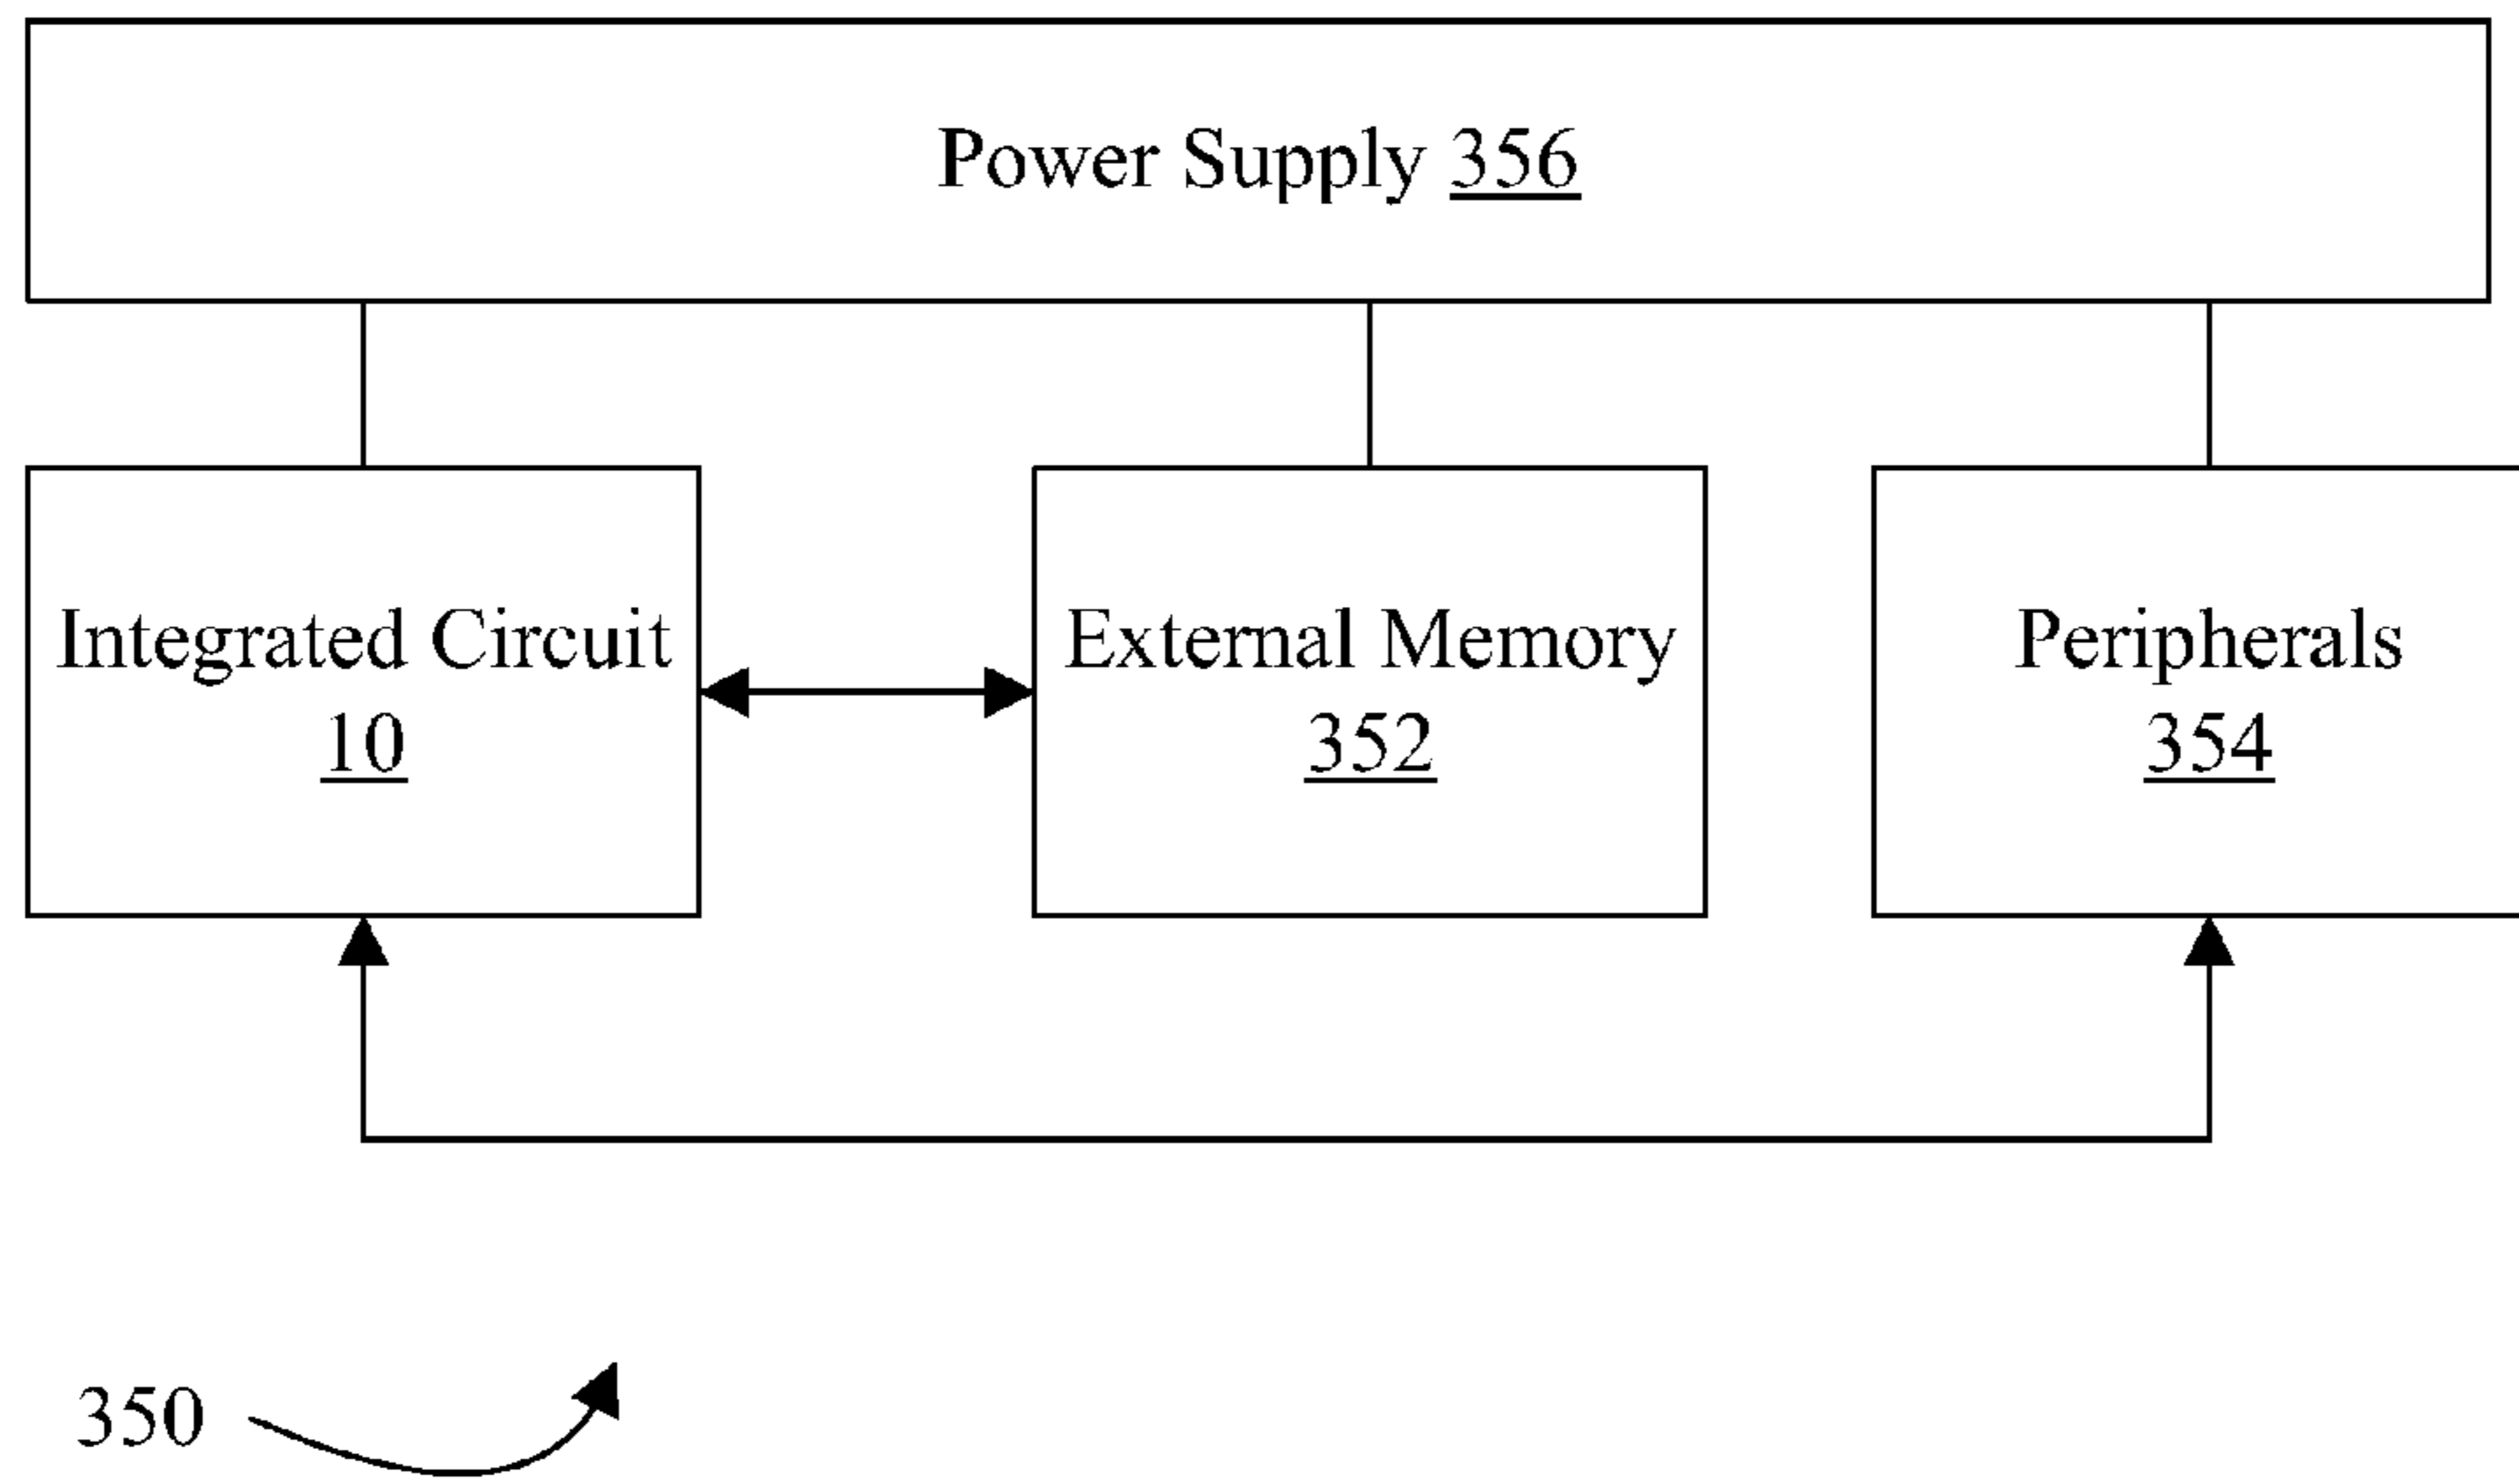 Power Supply 356
Integrated Circuit
10
External Memory
352
Peripherals
354
350